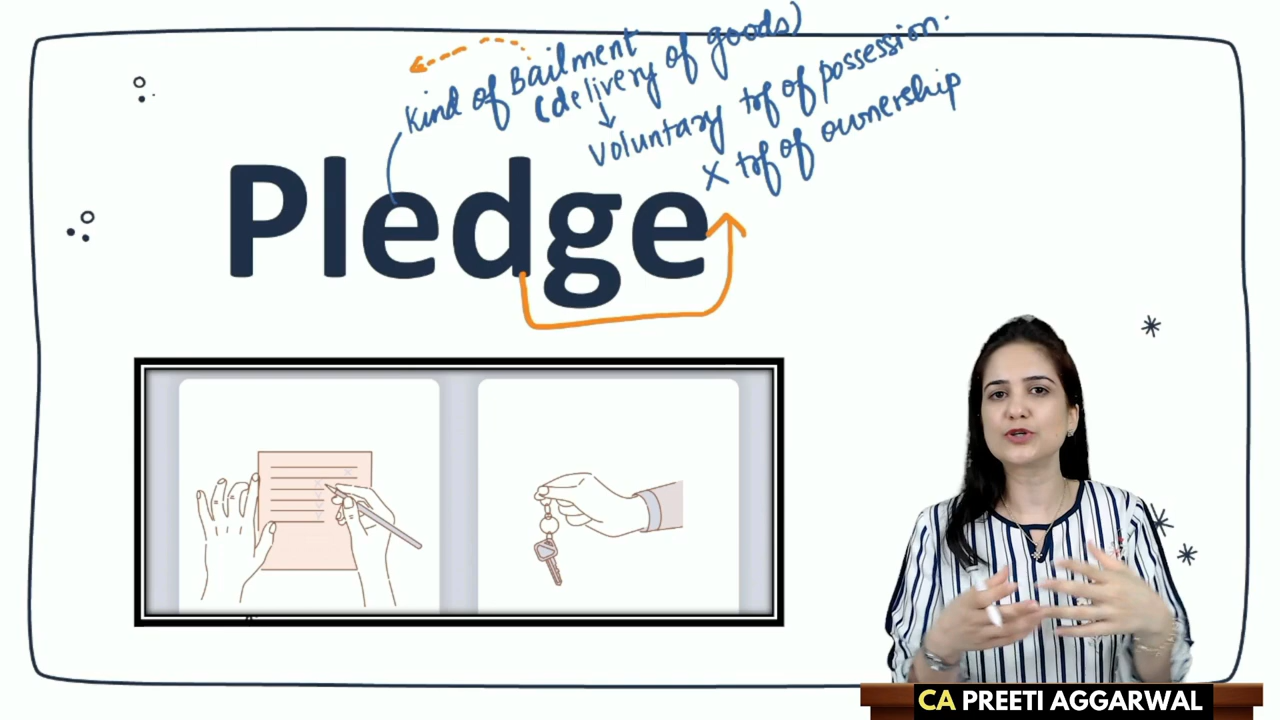 Kind of Bailment
(delivery of goods)
Voluntary trf of possession.
X trf of ownership
Pledge
CA PREETI AGGARWAL